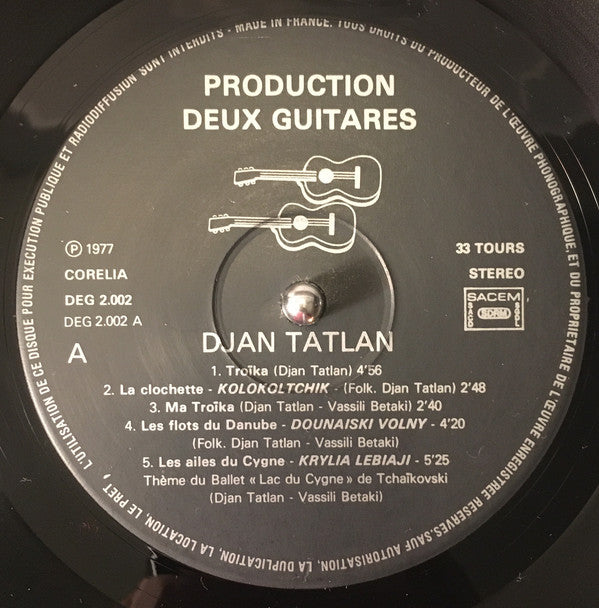 MADE IN FRANCE. TOUS DROITS DU PRODUCTEUR DE L'ŒUVRE PHONOGRAPHIQUE, ET DU PROPRIETAIRE DE L'ŒUVRE ENREGISTREE RESERVES. SAUF AUTORISATION, LA DUPLICATION, LA LOCATION, LE PRET, L'UTILISATION DE CE DISQUE POUR EXECUTION PUBLIQUE ET RADIODIFFUSION SONT INTERDITS -
PRODUCTION
DEUX GUITARES
℗ 1977
CORELIA
DEG 2.002
DEG 2.002 A
A
33 TOURS
STEREO
SACEM
SACD SDRM SGDL
DJAN TATLAN
1. Troïka (Djan Tatlan) 4'56
2. La clochette - KOLOKOLTCHIK - (Folk. Djan Tatlan) 2'48
3. Ma Troïka (Djan Tatlan - Vassili Betaki) 2'40
4. Les flots du Danube - DOUNAISKI VOLNY - 4'20
(Folk. Djan Tatlan - Vassili Betaki)
5. Les ailes du Cygne - KRYLIA LEBIAJI - 5'25
Thème du Ballet « Lac du Cygne » de Tchaïkovski
(Djan Tatlan - Vassili Betaki)